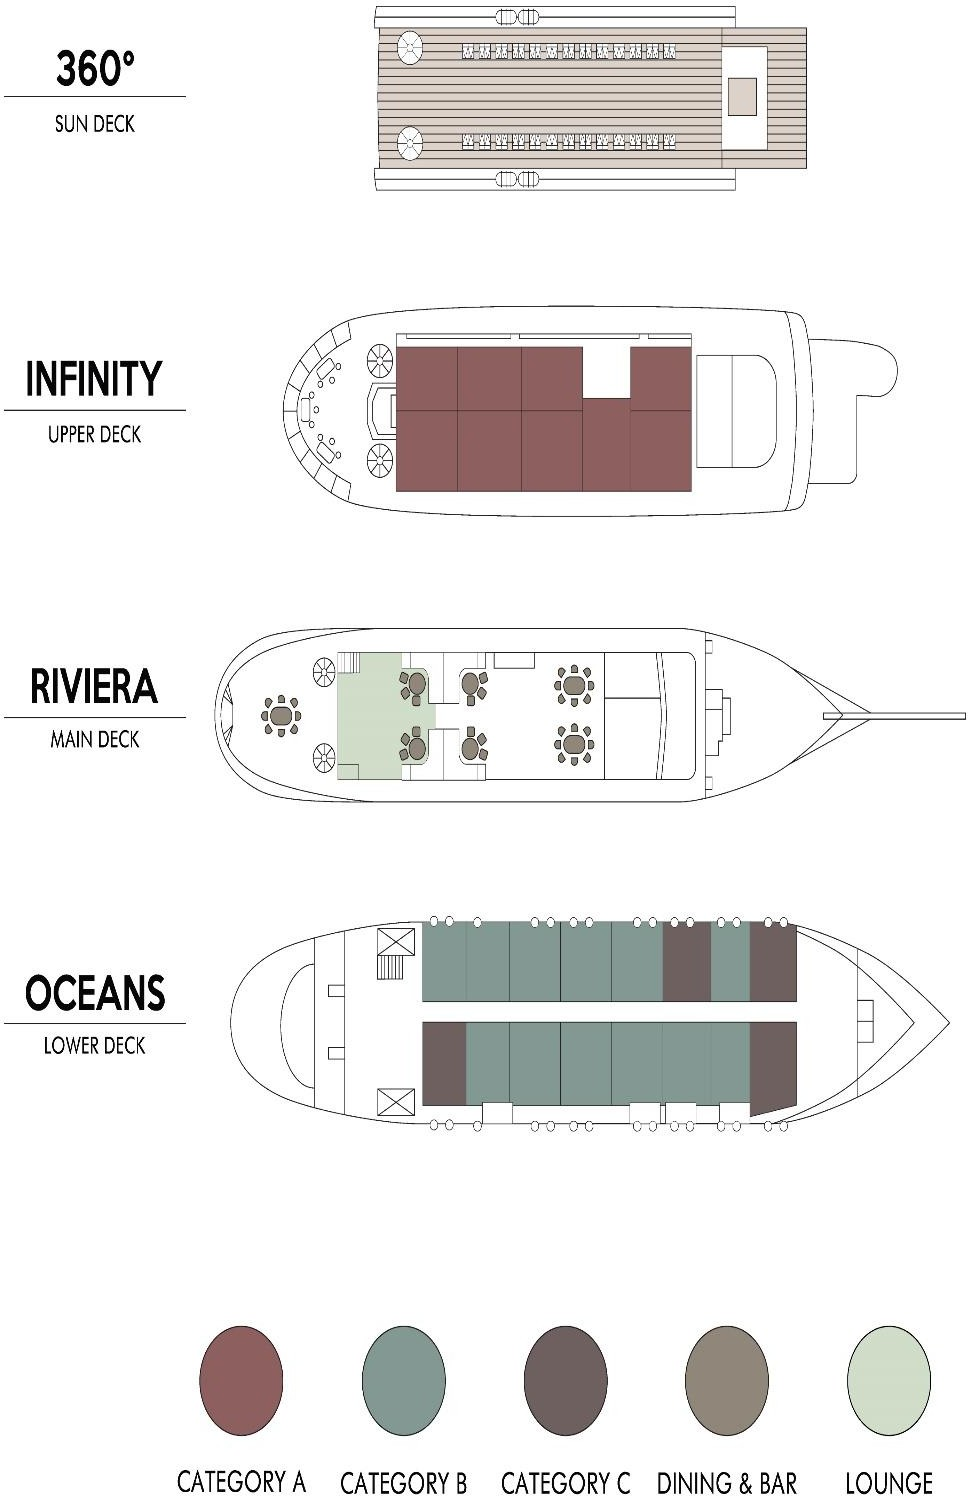 360°
SUN DECK
INFINITY
UPPER DECK
RIVIERA
MAIN DECK
OCEANS
LOWER DECK
CATEGORY A
CATEGORY B
CATEGORY C
DINING & BAR
LOUNGE